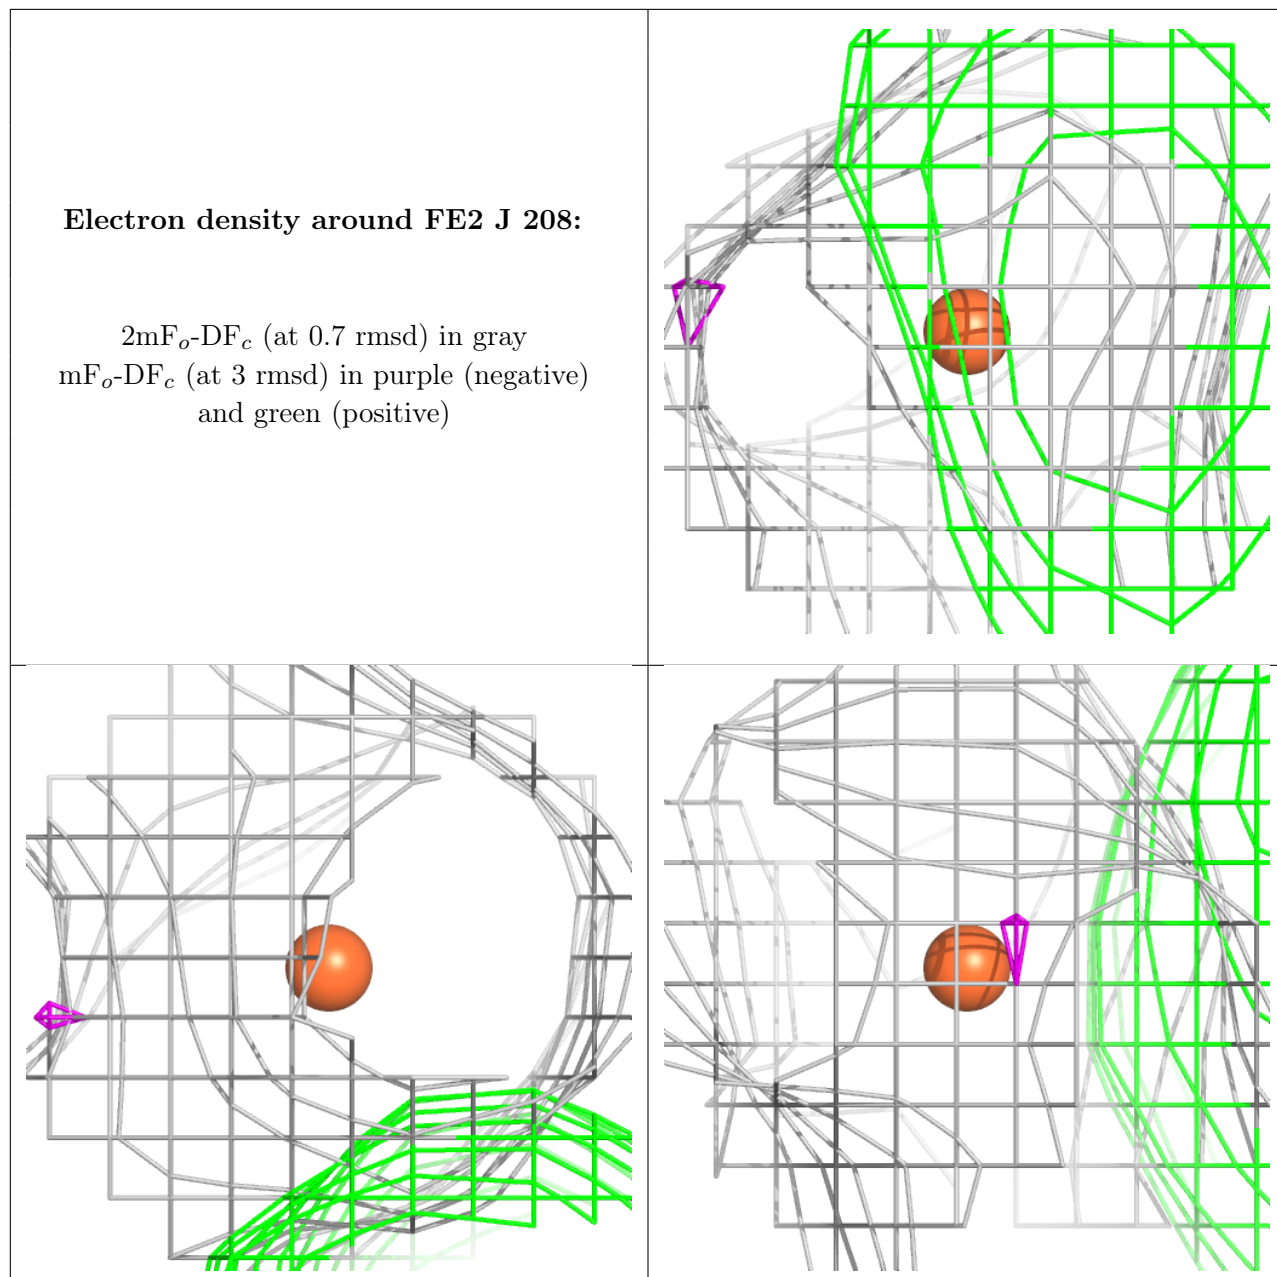 Electron density around FE2 J 208:
2mFo-DFc (at 0.7 rmsd) in gray
mFo-DFc (at 3 rmsd) in purple (negative)
and green (positive)